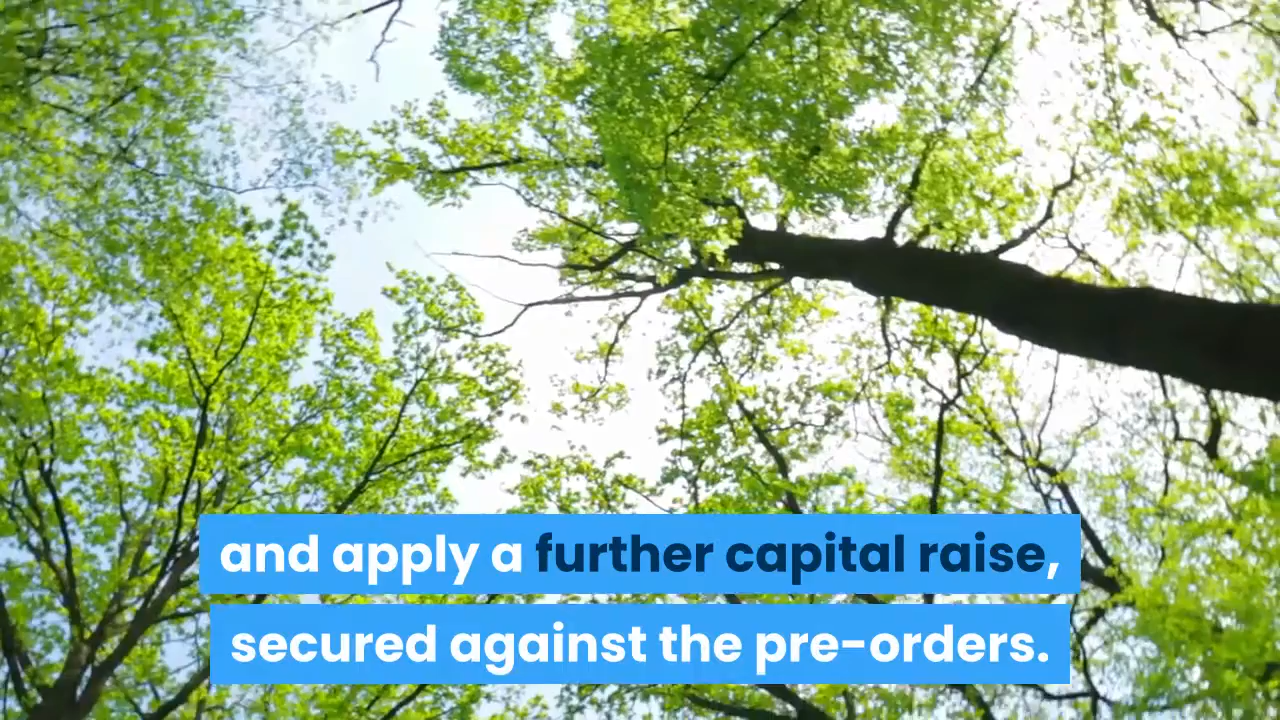 and apply a further capital raise,
secured against the pre-orders.